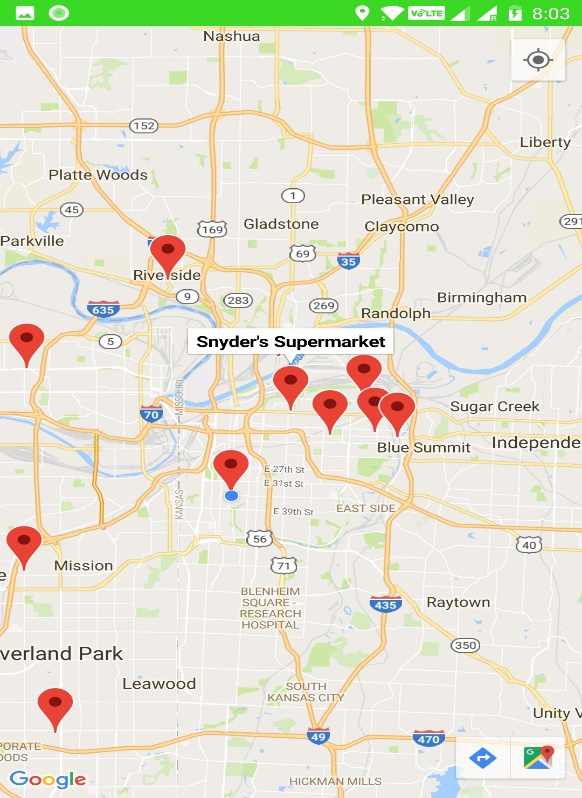 VoLTE 8:03
Nashua
152
Liberty
Platte Woods
1
Pleasant Valley
45
291
169
Gladstone
Claycomo
Parkville
69
35
Riverside
9
283
Birmingham
635
269
Randolph
5
Snyder's Supermarket
MISSOURI
70
Sugar Creek
Blue Summit
Independe
E 27th St
KANSAS
E 31st St
E 39th St
EAST SIDE
56
40
Mission
71
BLENHEIM
SQUARE -
RESEARCH
HOSPITAL
435
Raytown
350
verland Park
Leawood
SOUTH
KANSAS CITY
Unity V
49
470
PORATE
OODS
Google
HICKMAN MILLS